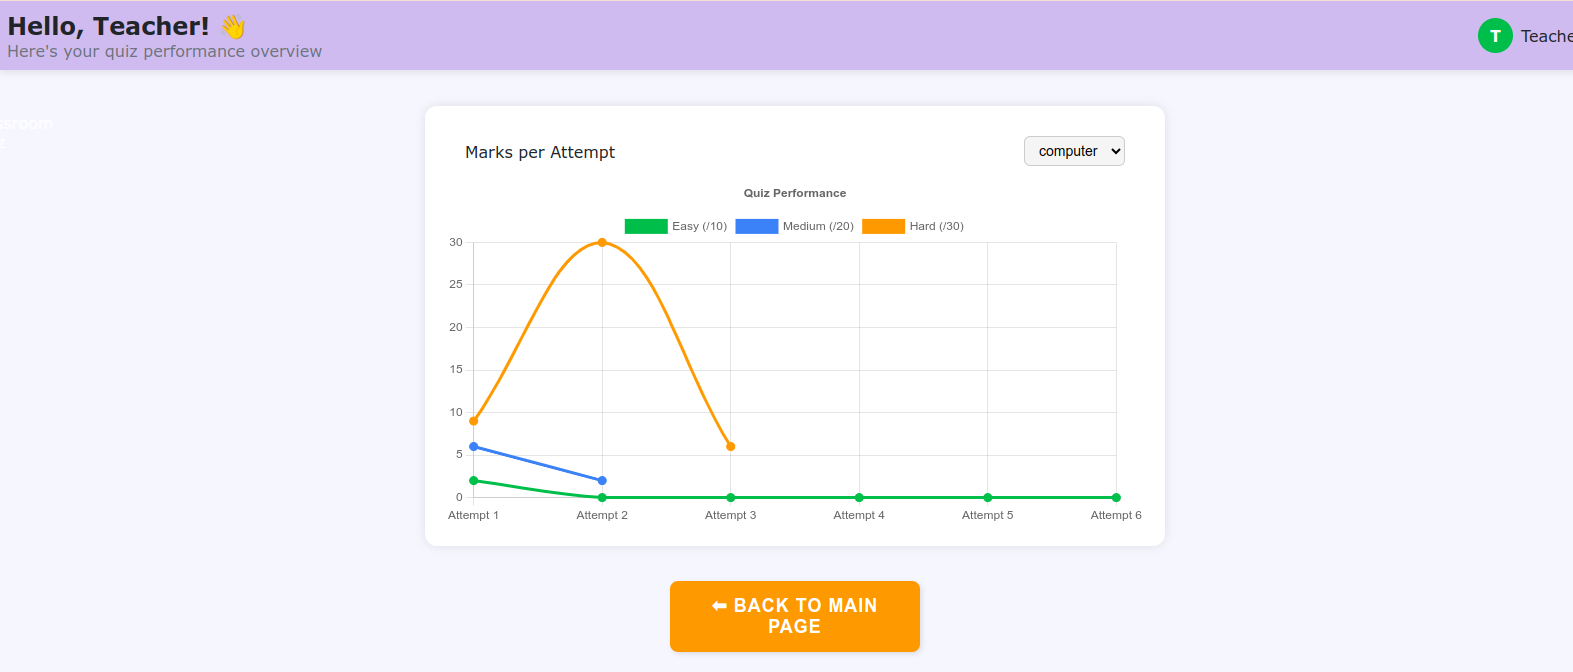 Hello, Teacher! 👋
Here's your quiz performance overview
T
Marks per Attempt
computer
Quiz Performance
Easy (/10) Medium (/20) Hard (/30)
30
25
20
15
10
5
0
Attempt 1 Attempt 2 Attempt 3 Attempt 4 Attempt 5 Attempt 6
⬅ BACK TO MAIN
PAGE